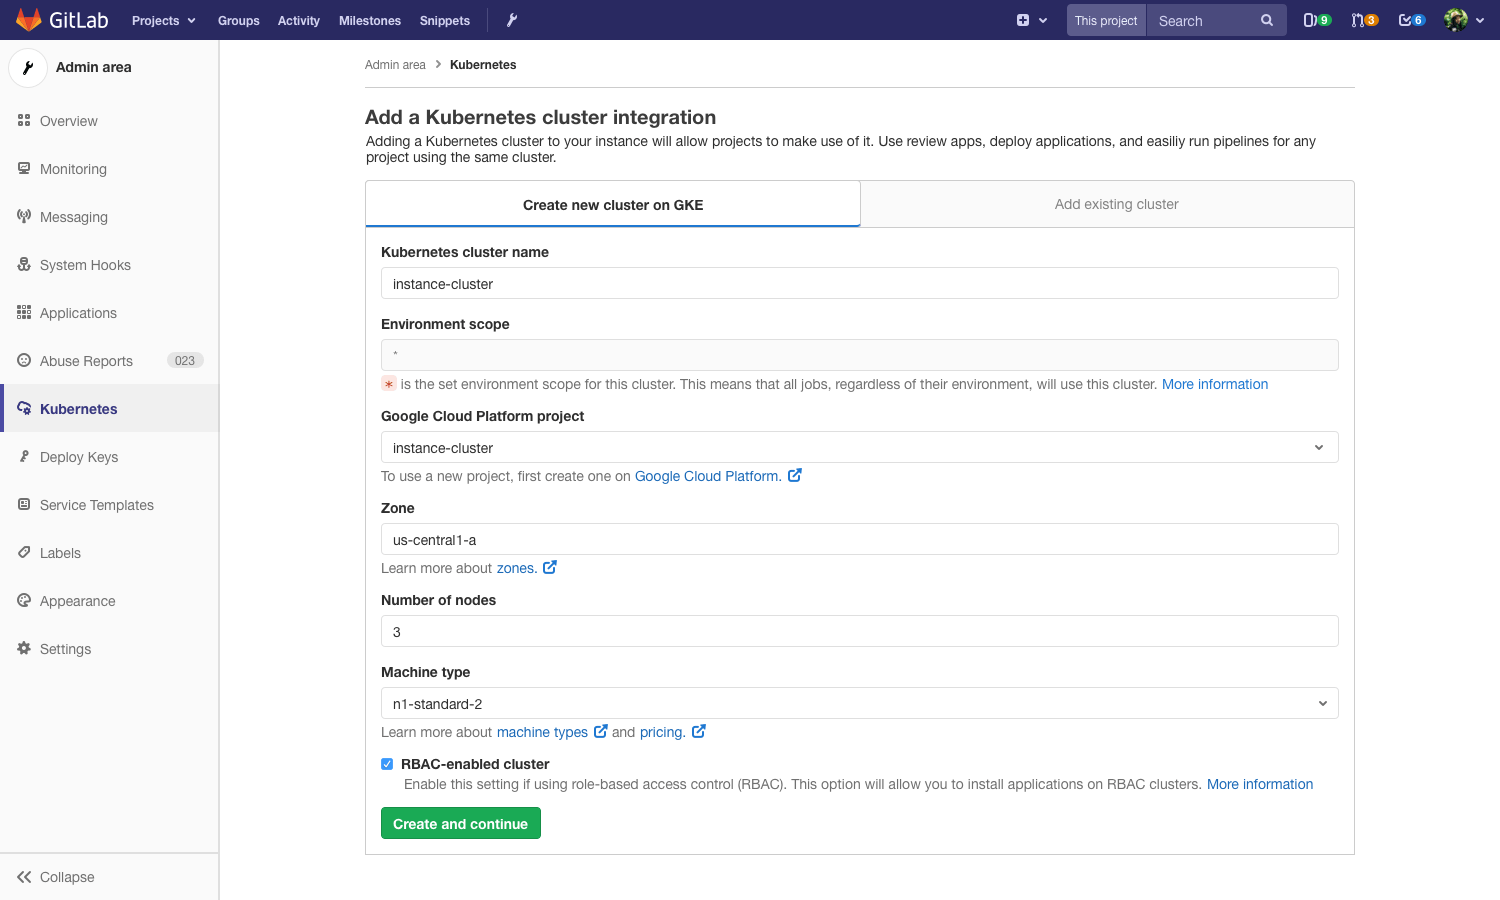 GitLab Projects Groups Activity Milestones Snippets This project Search 9 3 6
Admin area
Overview
Monitoring
Messaging
System Hooks
Applications
Abuse Reports 023
Kubernetes
Deploy Keys
Service Templates
Labels
Appearance
Settings
Collapse
Admin area > Kubernetes
Add a Kubernetes cluster integration
Adding a Kubernetes cluster to your instance will allow projects to make use of it. Use review apps, deploy applications, and easiliy run pipelines for any
project using the same cluster.
Create new cluster on GKE Add existing cluster
Kubernetes cluster name
instance-cluster
Environment scope
*
* is the set environment scope for this cluster. This means that all jobs, regardless of their environment, will use this cluster. More information
Google Cloud Platform project
instance-cluster
To use a new project, first create one on Google Cloud Platform.
Zone
us-central1-a
Learn more about zones.
Number of nodes
3
Machine type
n1-standard-2
Learn more about machine types and pricing.
RBAC-enabled cluster
Enable this setting if using role-based access control (RBAC). This option will allow you to install applications on RBAC clusters. More information
Create and continue